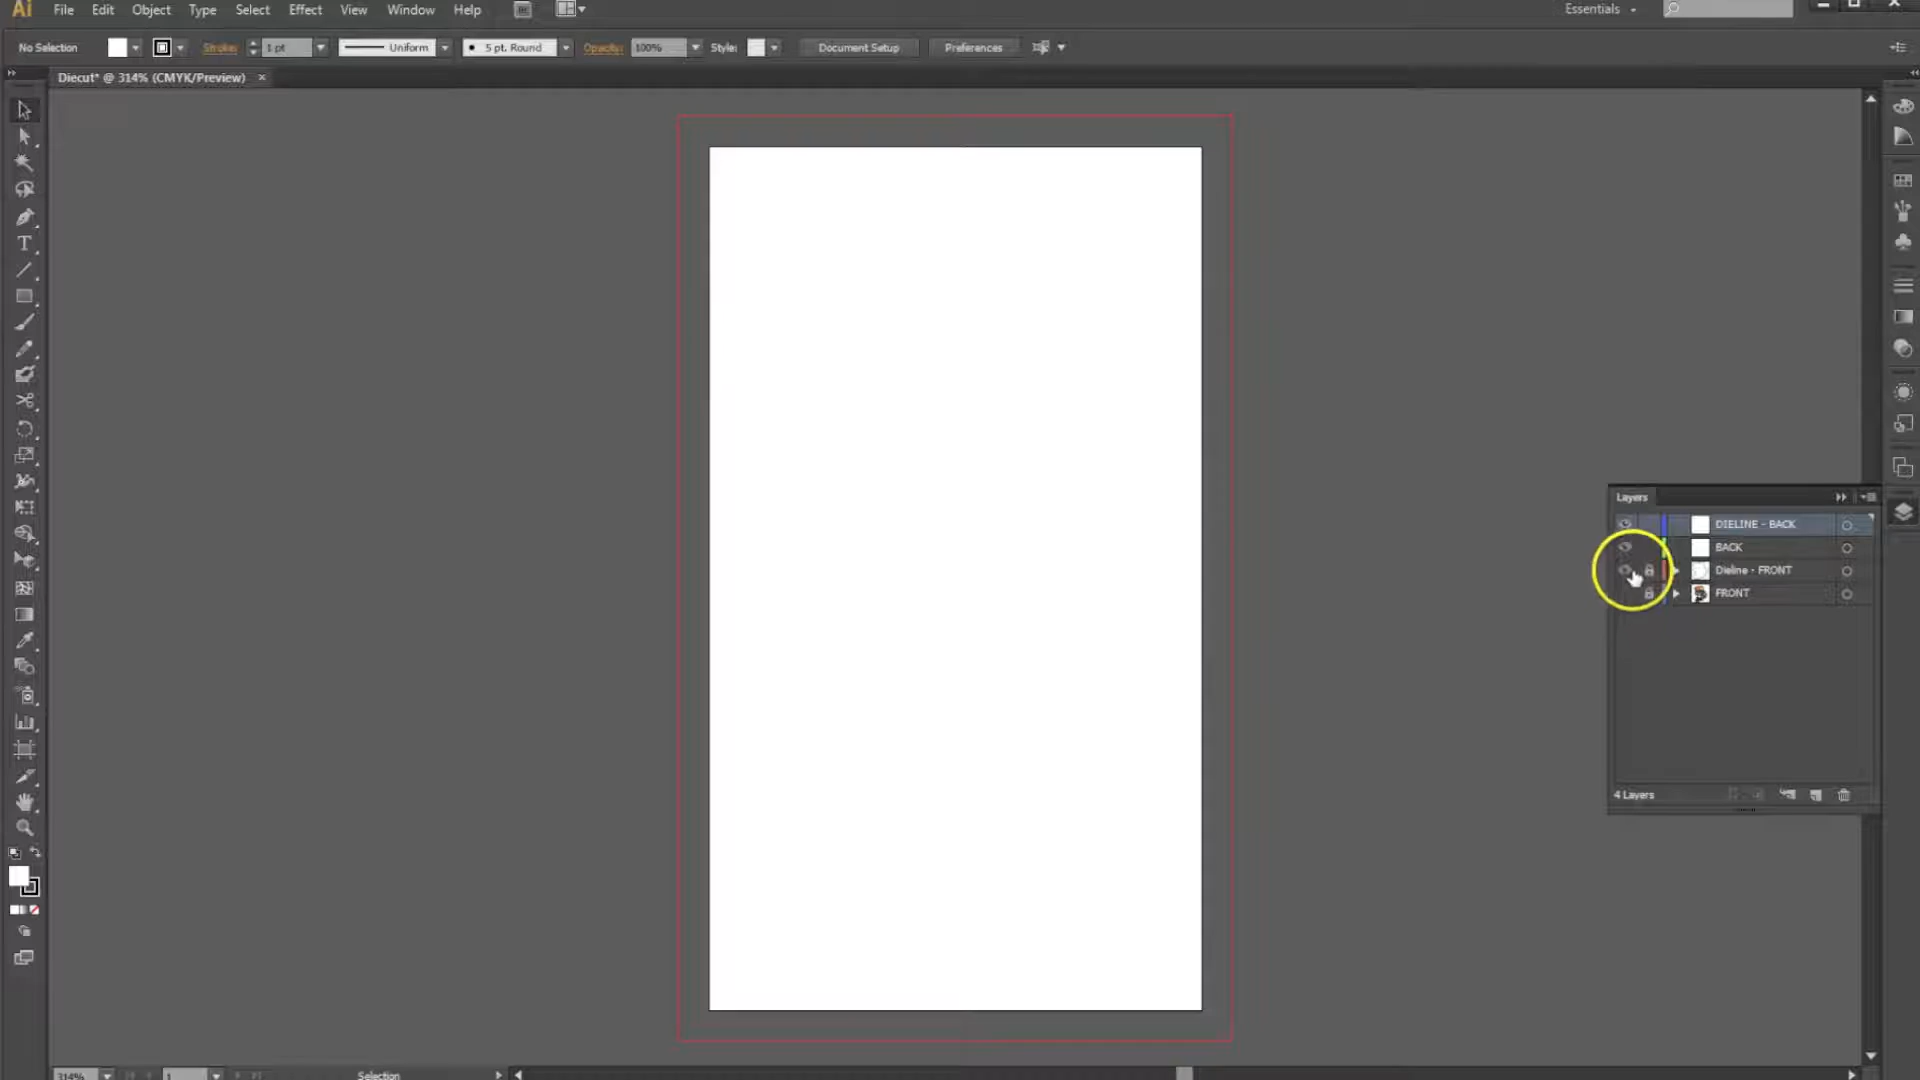 Ai File Edit Object Type Select Effect View Window Help Essentials
No Selection Stroke: 1 pt Uniform 5 pt. Round Opacity: 100% Style: Document Setup Preferences
Diecut* @ 314% (CMYK/Preview) ×
T
Layers
DIELINE - BACK
BACK
Dieline - FRONT
FRONT
4 Layers
314% 1 Selection